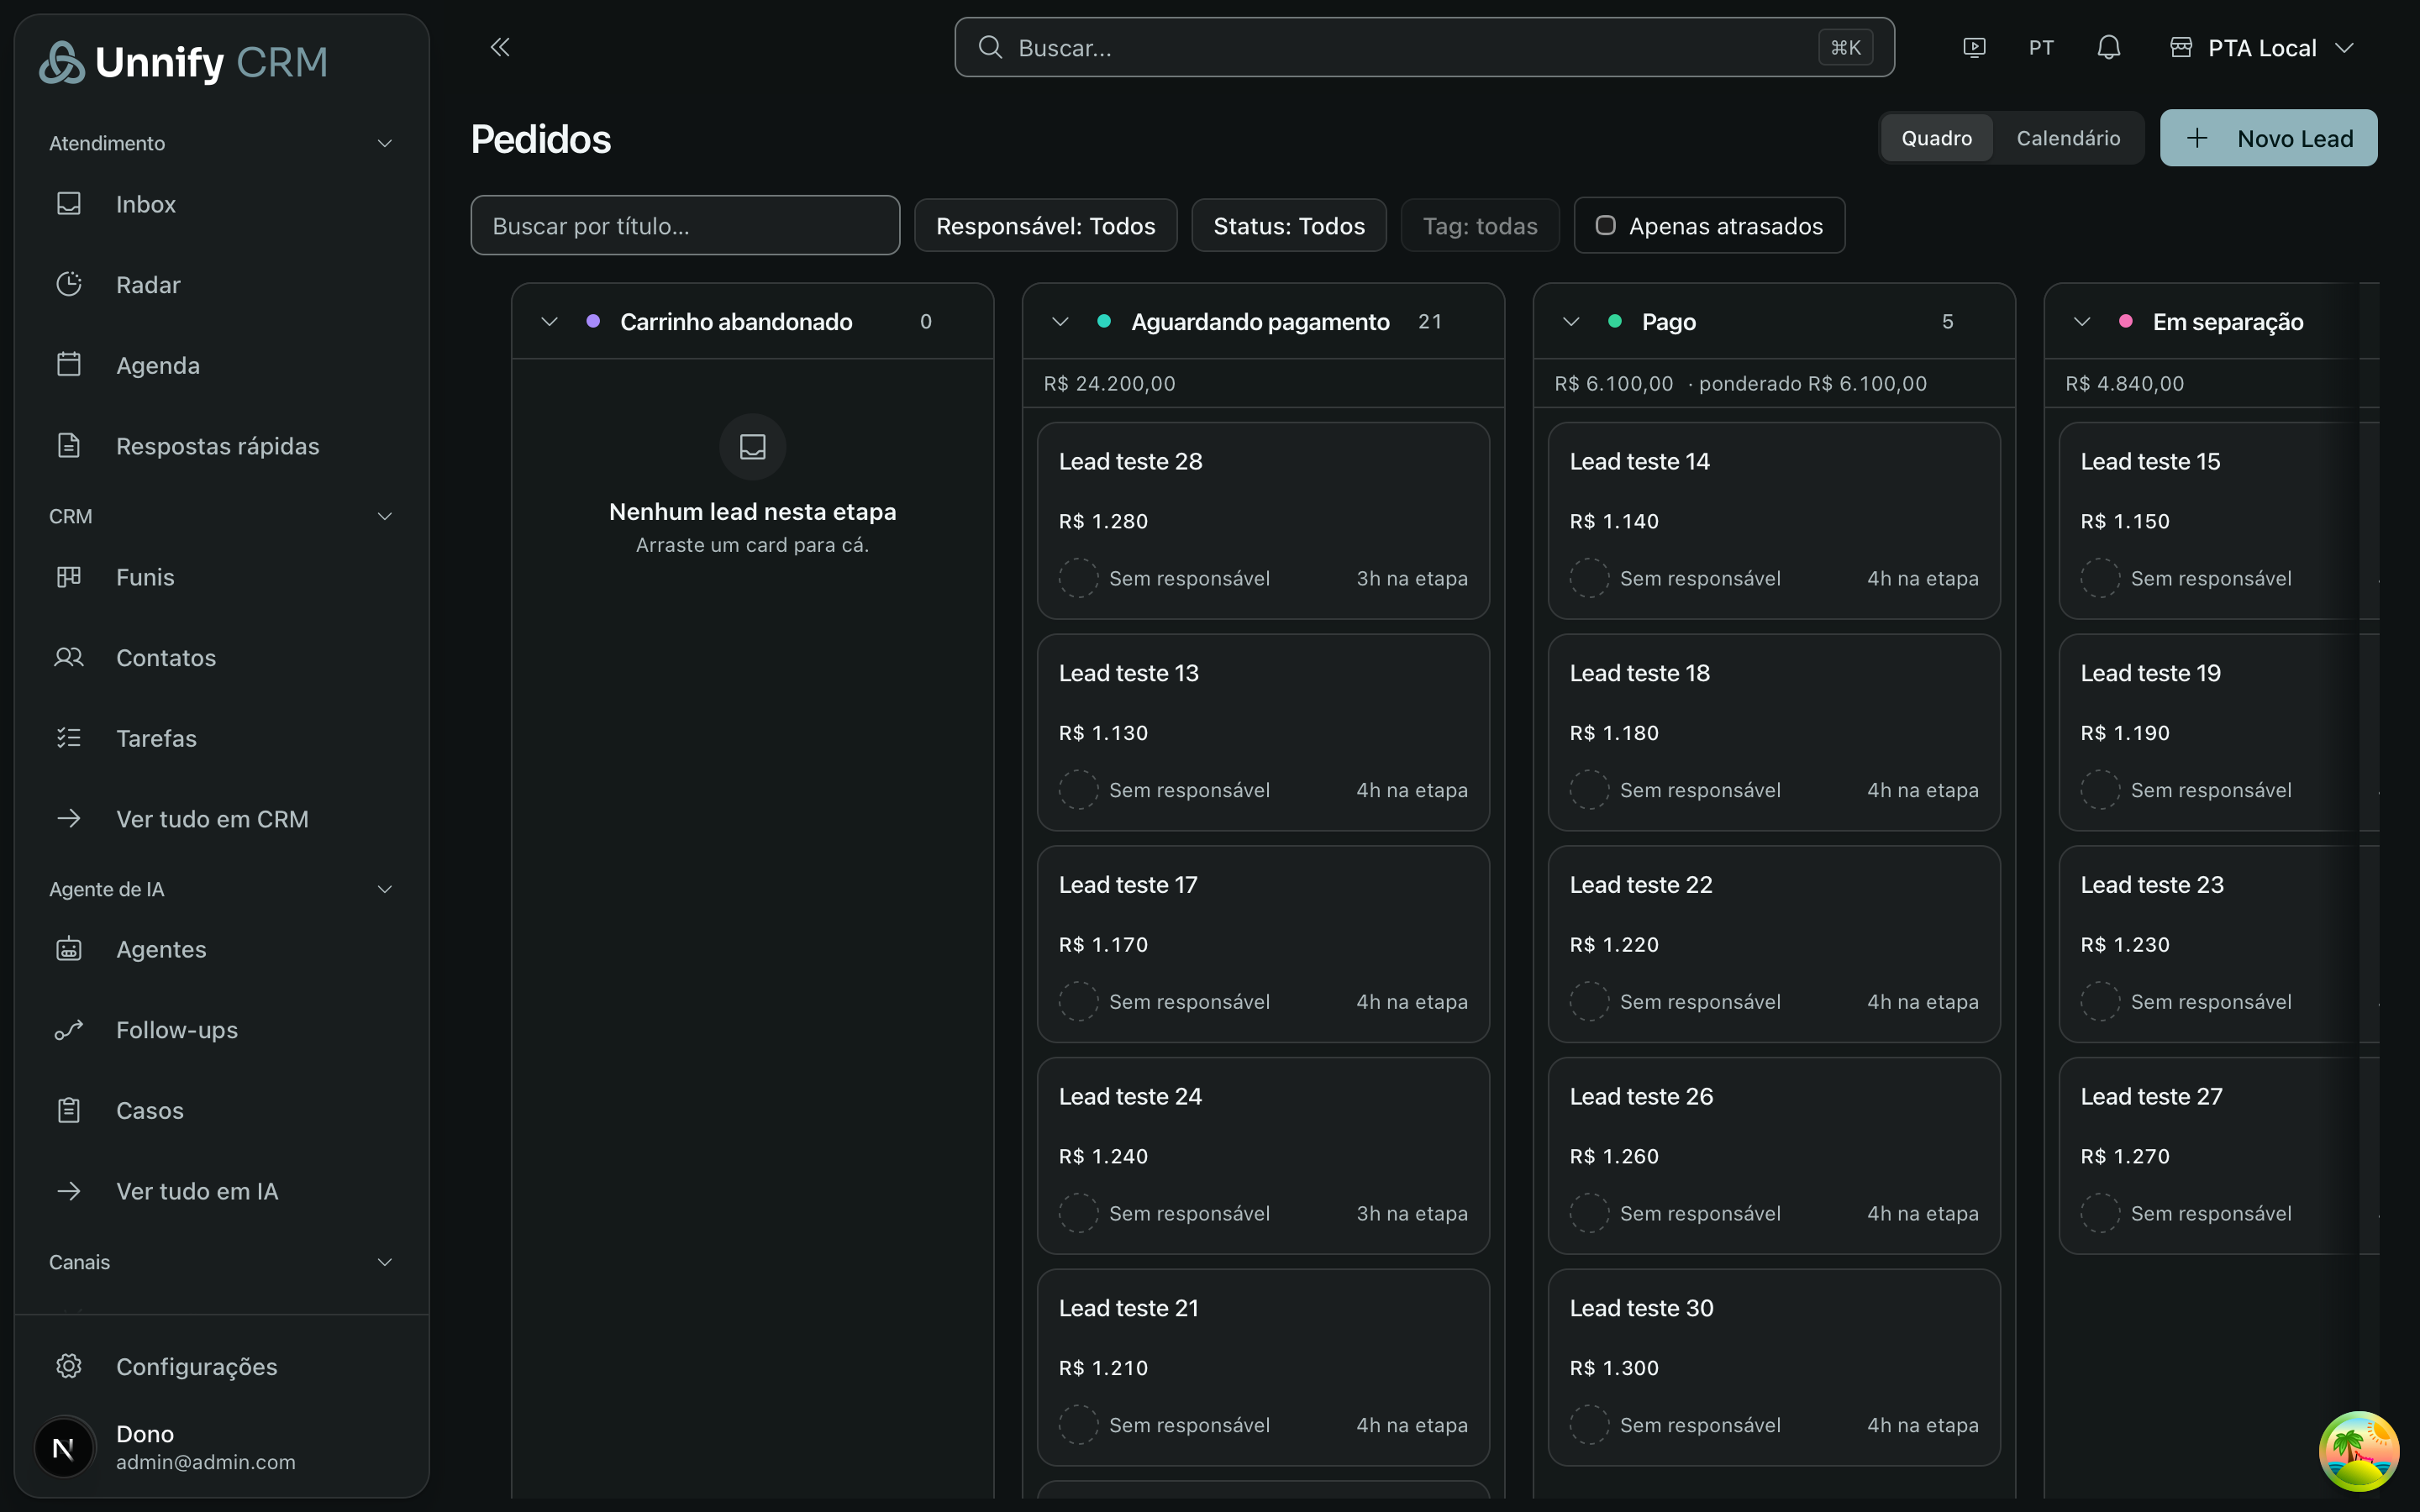 Unnify CRM
Buscar...
⌘K
PT
PTA Local
Atendimento
Inbox
Radar
Agenda
Respostas rápidas
CRM
Funis
Contatos
Tarefas
Ver tudo em CRM
Agente de IA
Agentes
Follow-ups
Casos
Ver tudo em IA
Canais
Configurações
N
Dono
admin@admin.com
Pedidos
Quadro
Calendário
Novo Lead
Buscar por título...
Responsável: Todos
Status: Todos
Tag: todas
Apenas atrasados
Carrinho abandonado 0
Nenhum lead nesta etapa
Arraste um card para cá.
Aguardando pagamento 21
R$ 24.200,00
Lead teste 28
R$ 1.280
Sem responsável 3h na etapa
Lead teste 13
R$ 1.130
Sem responsável 4h na etapa
Lead teste 17
R$ 1.170
Sem responsável 4h na etapa
Lead teste 24
R$ 1.240
Sem responsável 3h na etapa
Lead teste 21
R$ 1.210
Sem responsável 4h na etapa
Pago 5
R$ 6.100,00 · ponderado R$ 6.100,00
Lead teste 14
R$ 1.140
Sem responsável 4h na etapa
Lead teste 18
R$ 1.180
Sem responsável 4h na etapa
Lead teste 22
R$ 1.220
Sem responsável 4h na etapa
Lead teste 26
R$ 1.260
Sem responsável 4h na etapa
Lead teste 30
R$ 1.300
Sem responsável 4h na etapa
Em separação
R$ 4.840,00
Lead teste 15
R$ 1.150
Sem responsável
Lead teste 19
R$ 1.190
Sem responsável
Lead teste 23
R$ 1.230
Sem responsável
Lead teste 27
R$ 1.270
Sem responsável